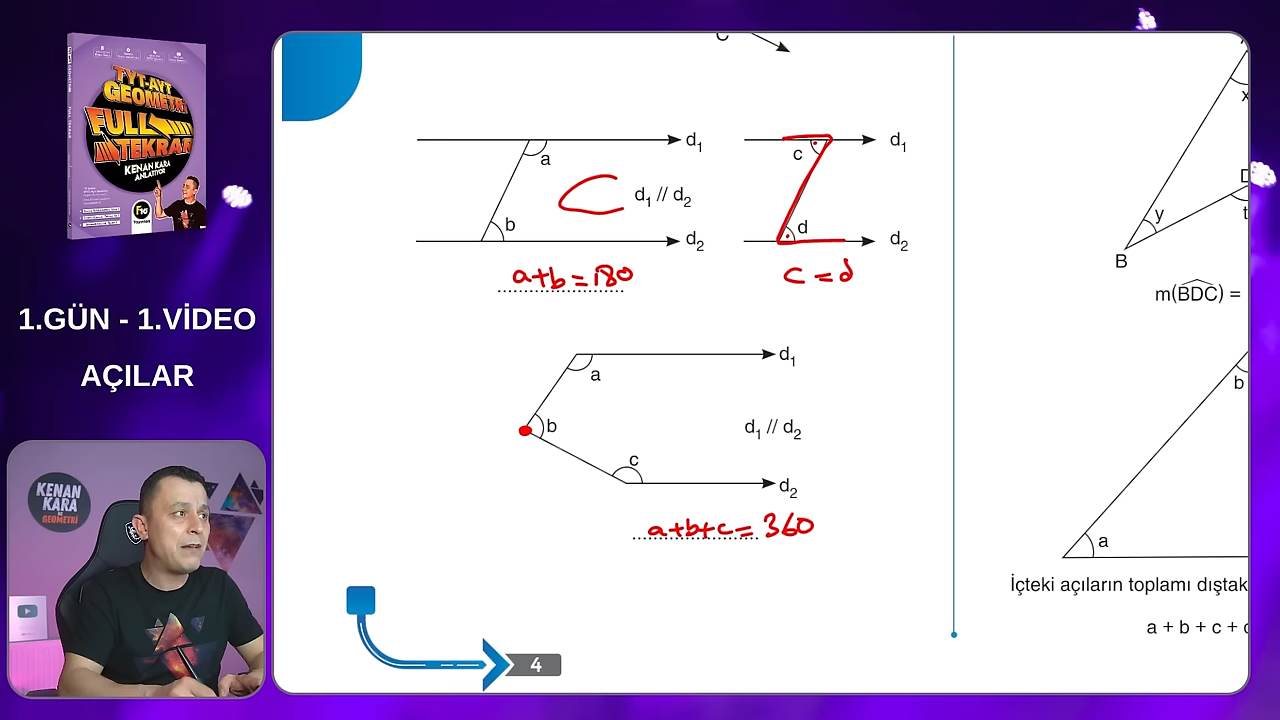 TYT-AYT
GEOMETRİ
FULL
TEKRAR
KENAN KARA
ANLATIYOR
1.GÜN - 1.VİDEO
AÇILAR
KENAN
KARA
GEOMETRİ
C
d1
a
C d1 // d2
b
d2
a+b=180
d1
c
d
d2
c=d
d1
a
b
d1 // d2
c
d2
a+b+c=360
4
x
D
y
t
B
m(BDC) =
b
a
İçteki açıların toplamı dıştak
a + b + c + d